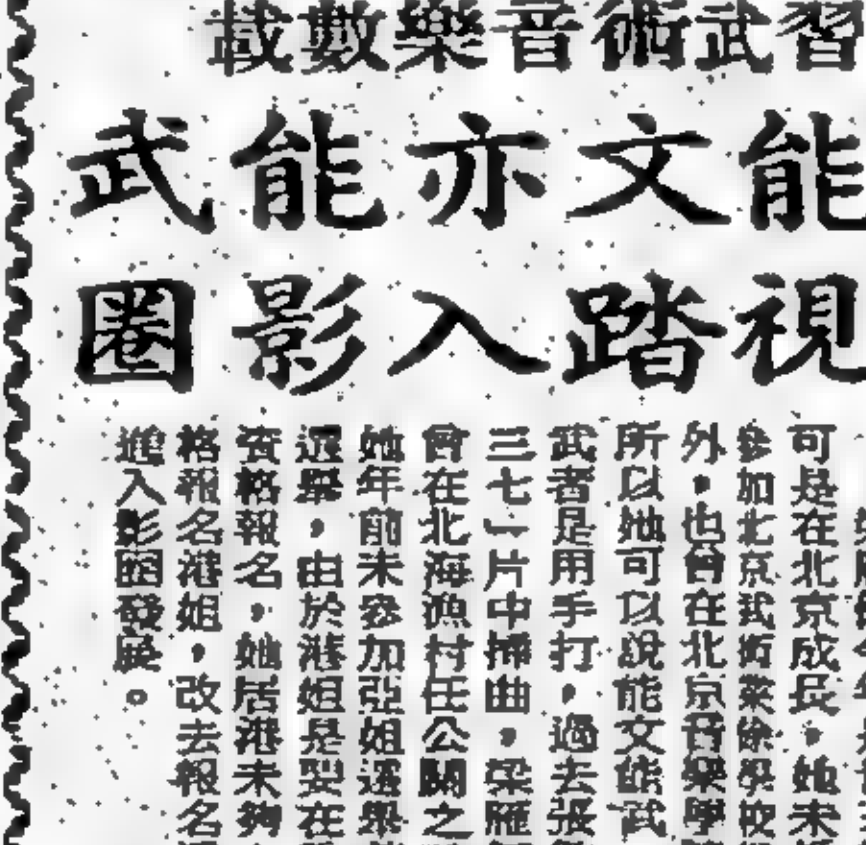 習武術音樂數載
能文亦能武
視踏入影圈
可是在北京成長，她未
參加北京武術業餘學校
外，也曾在北京音樂學
所以她可以說能文能武
武者是用手打，過去張
三七一片中插曲，梁雁
曾在北海漁村任公關之
她年前未參加亞姐選舉
選舉，由於港姐是要在
資格報名，她居港未夠
格報名港姐，改去報名
進入影圈發展。